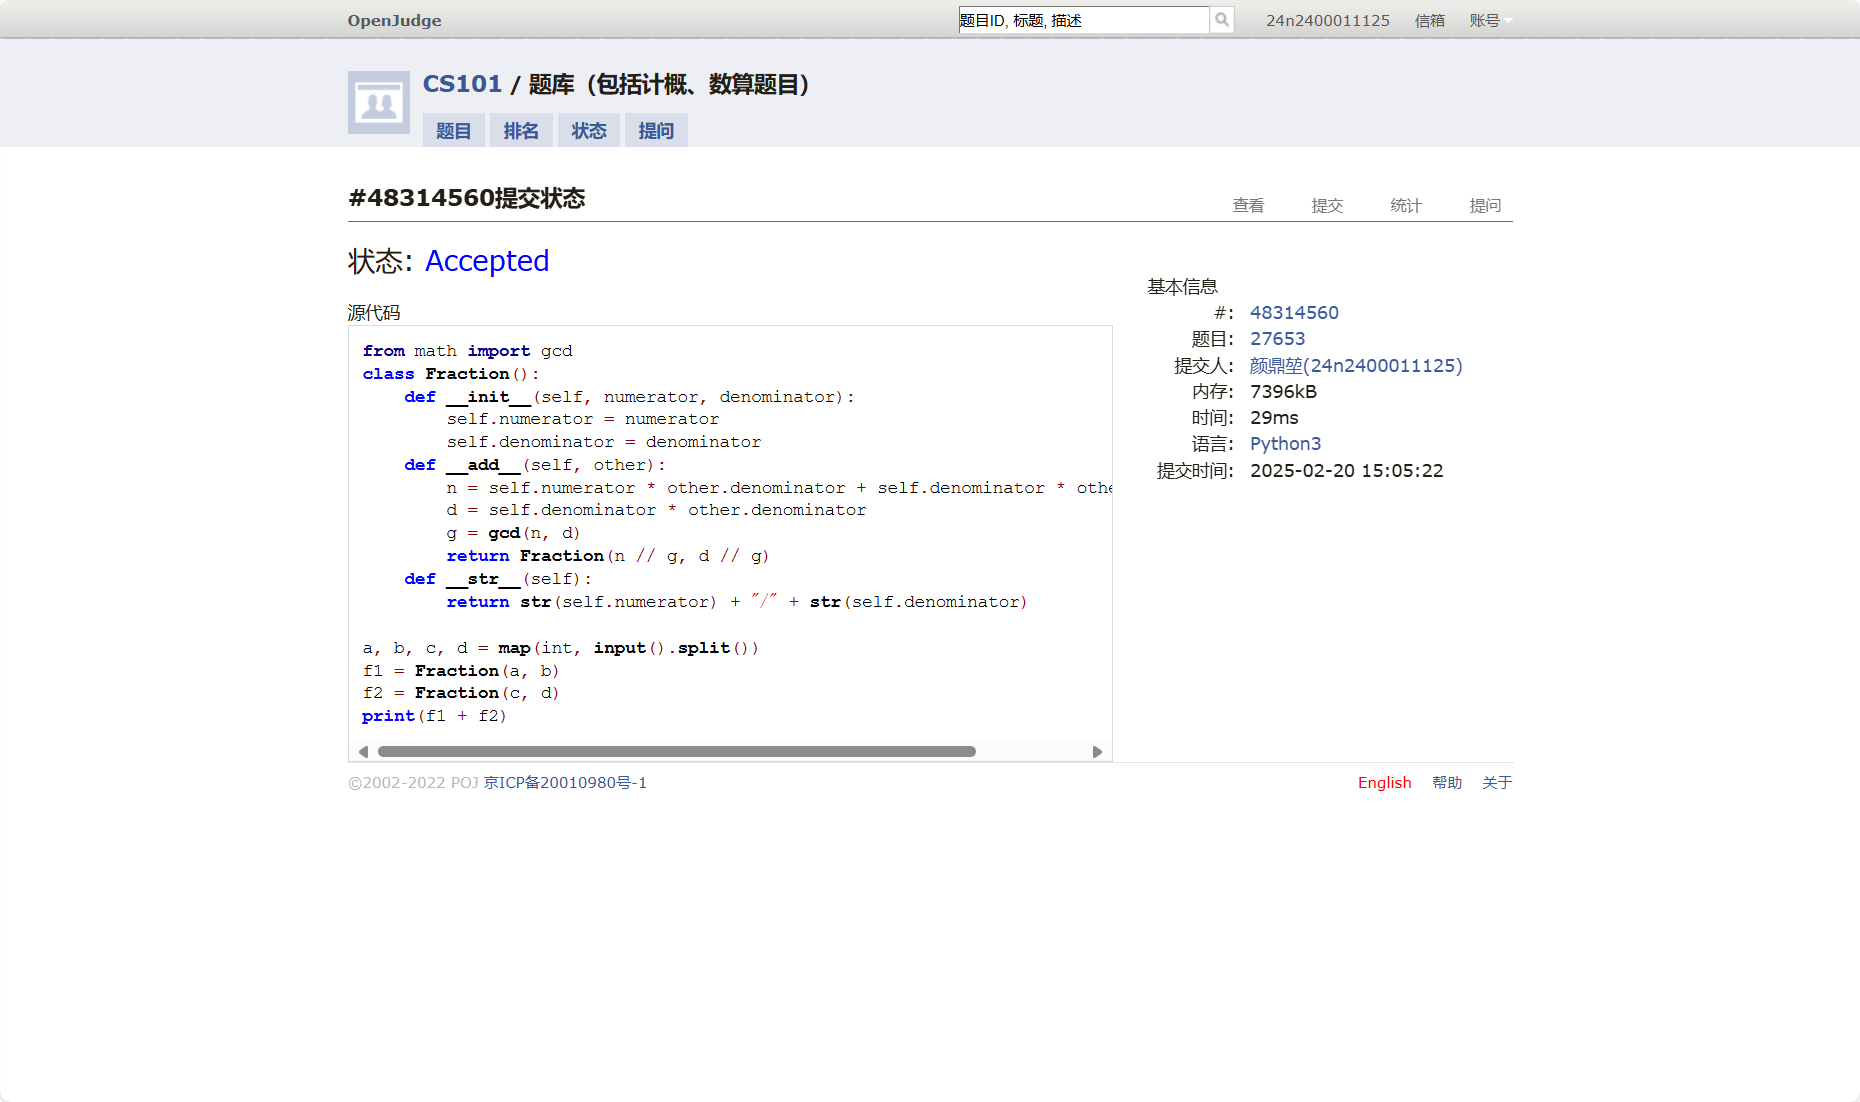 OpenJudge
题目ID, 标题, 描述
24n2400011125 信箱 账号
CS101 / 题库（包括计概、数算题目）
题目 排名 状态 提问
#48314560提交状态
查看 提交 统计 提问
状态: Accepted
源代码
from math import gcd
class Fraction():
    def __init__(self, numerator, denominator):
        self.numerator = numerator
        self.denominator = denominator
    def __add__(self, other):
        n = self.numerator * other.denominator + self.denominator * othe
        d = self.denominator * other.denominator
        g = gcd(n, d)
        return Fraction(n // g, d // g)
    def __str__(self):
        return str(self.numerator) + "/" + str(self.denominator)
a, b, c, d = map(int, input().split())
f1 = Fraction(a, b)
f2 = Fraction(c, d)
print(f1 + f2)
基本信息
#: 48314560
题目: 27653
提交人: 颜鼎堃(24n2400011125)
内存: 7396kB
时间: 29ms
语言: Python3
提交时间: 2025-02-20 15:05:22
©2002-2022 POJ 京ICP备20010980号-1
English 帮助 关于